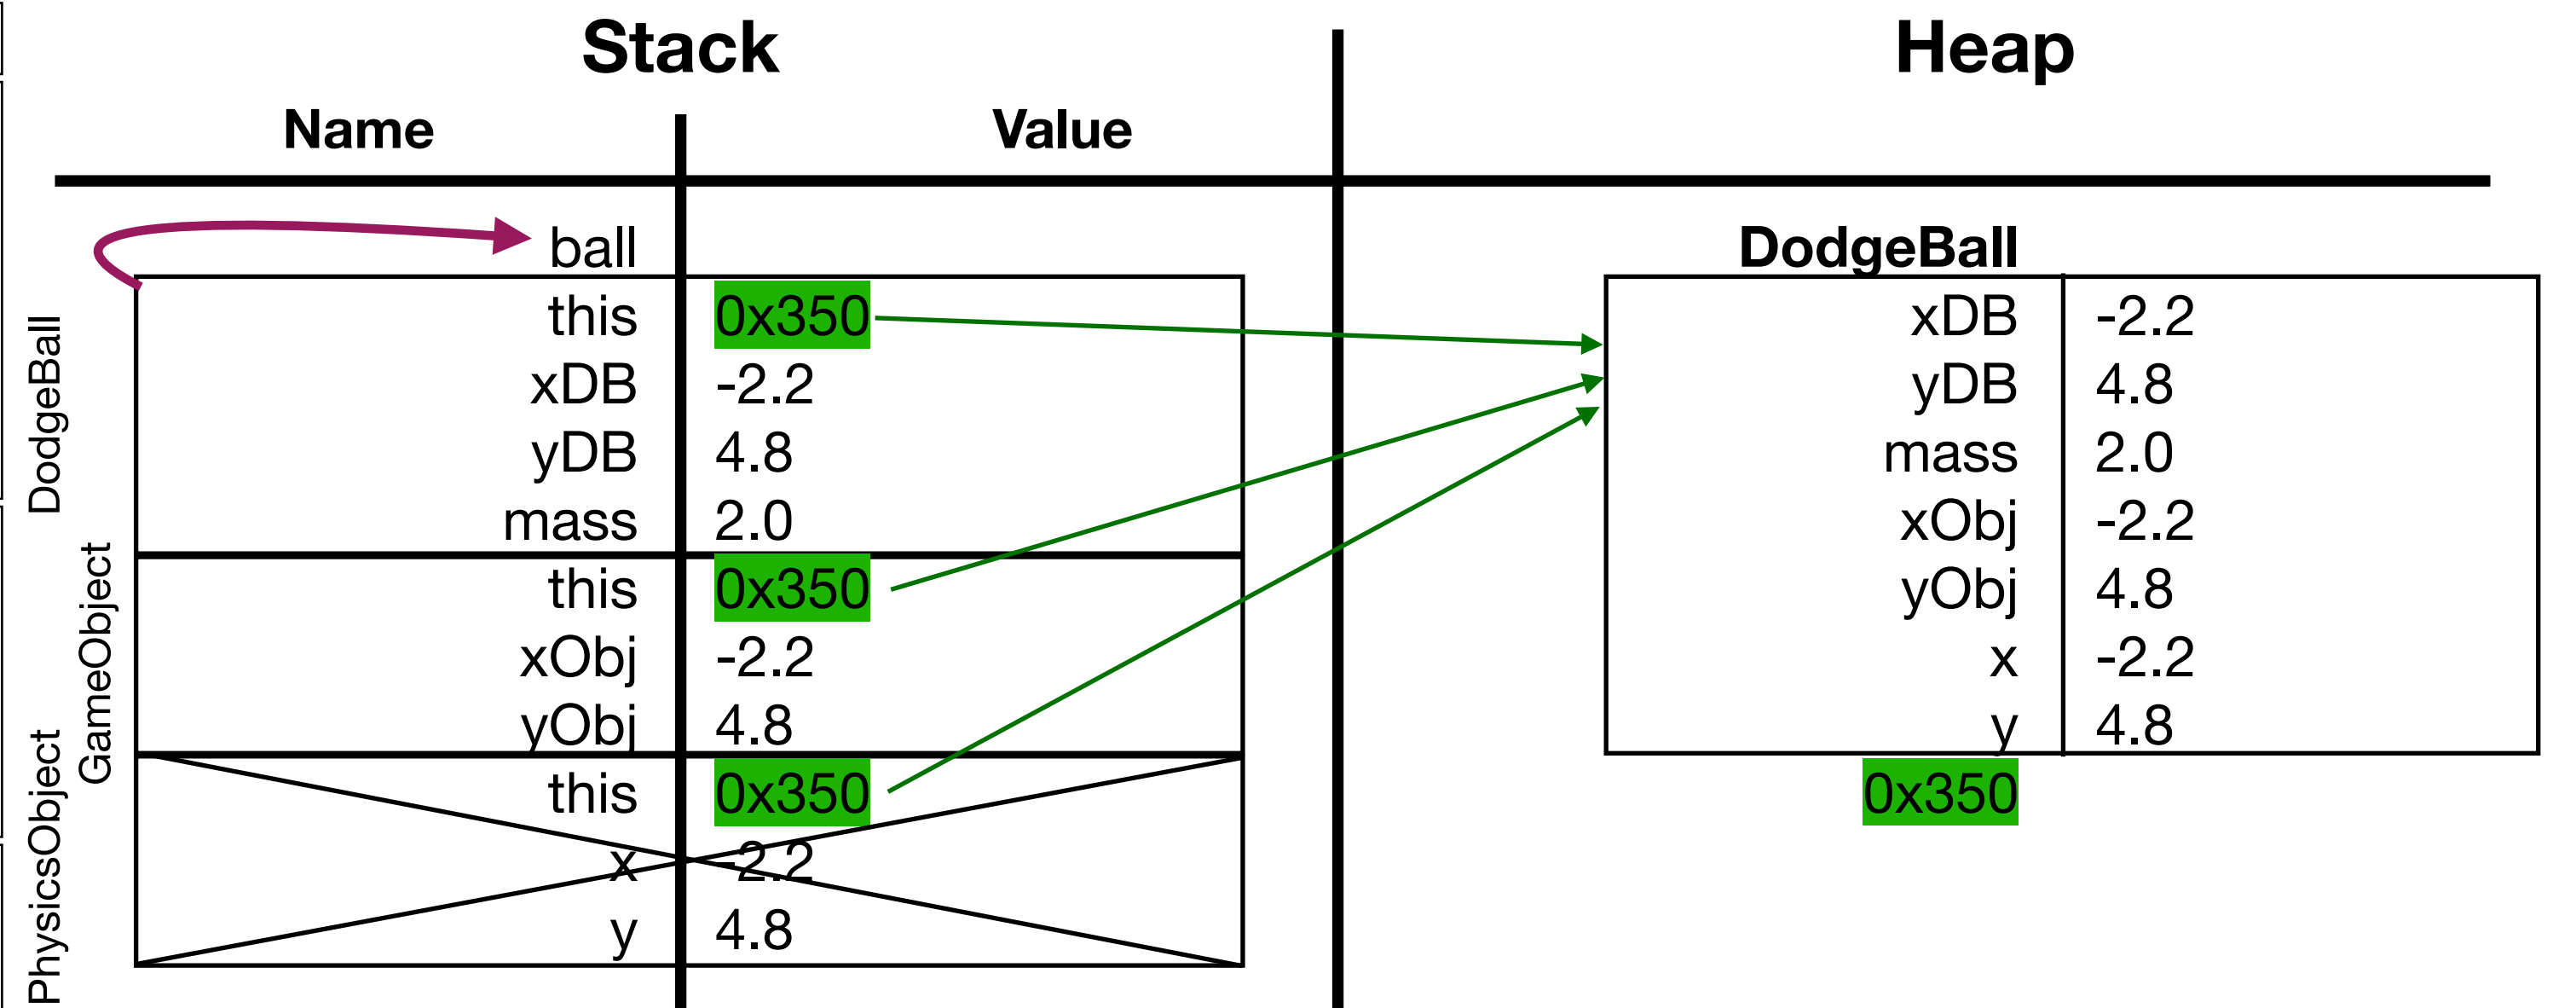 Stack
Heap
Name
Value
ball
DodgeBall
this 0x350
xDB -2.2
yDB 4.8
mass 2.0
GameObject
this 0x350
xObj -2.2
yObj 4.8
PhysicsObject
this 0x350
x -2.2
y 4.8
DodgeBall
xDB -2.2
yDB 4.8
mass 2.0
xObj -2.2
yObj 4.8
x -2.2
y 4.8
0x350